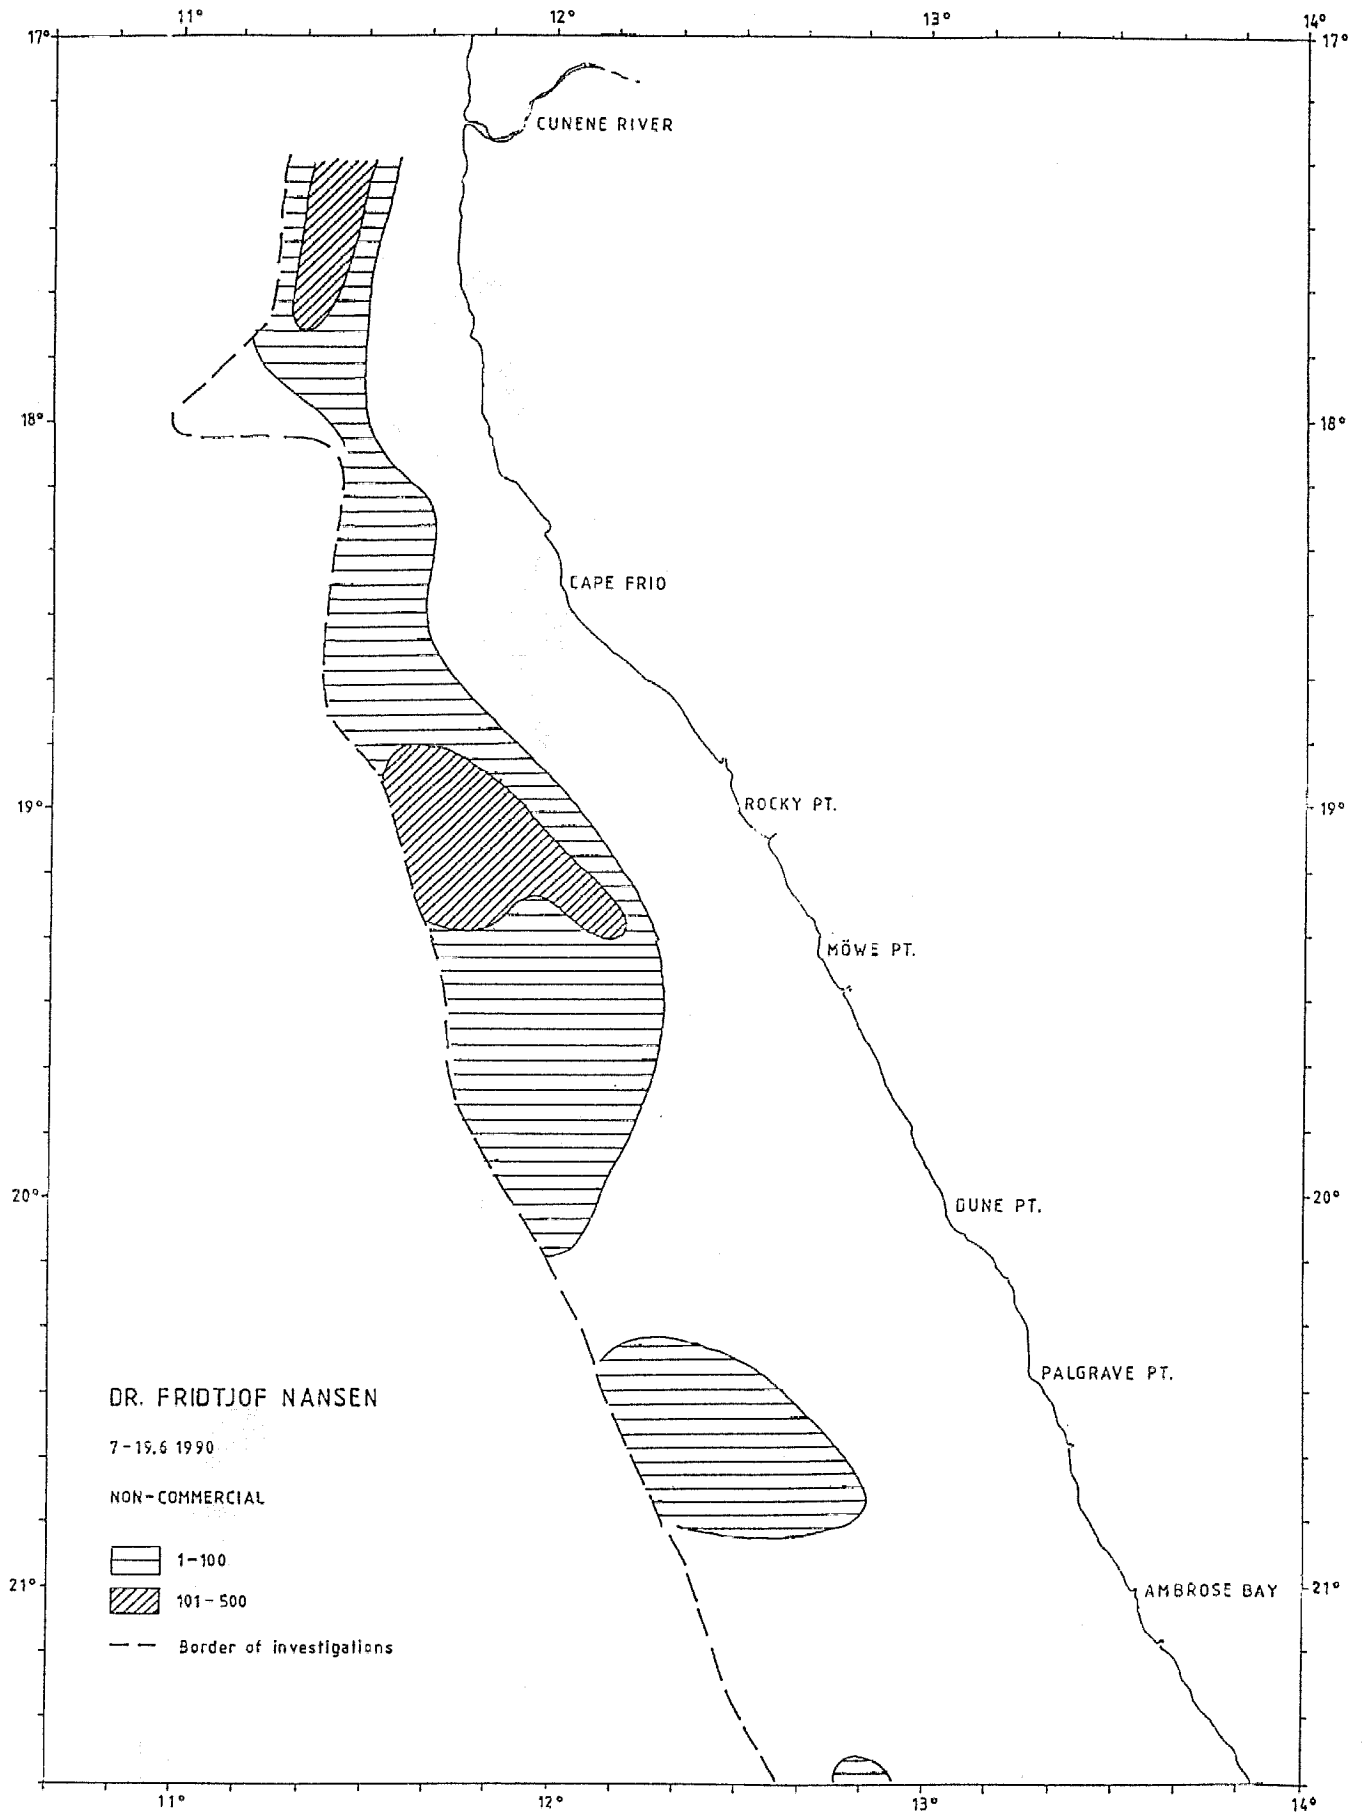 11° 12° 13° 14°
17° 17°
CUNENE RIVER
18° 18°
CAPE FRIO
19° ROCKY PT. 19°
MÖWE PT.
20° DUNE PT. 20°
PALGRAVE PT.
DR. FRIDTJOF NANSEN
7-19.6 1990
NON-COMMERCIAL
1-100
21° AMBROSE BAY 21°
101-500
Border of investigations
11° 12° 13° 14°